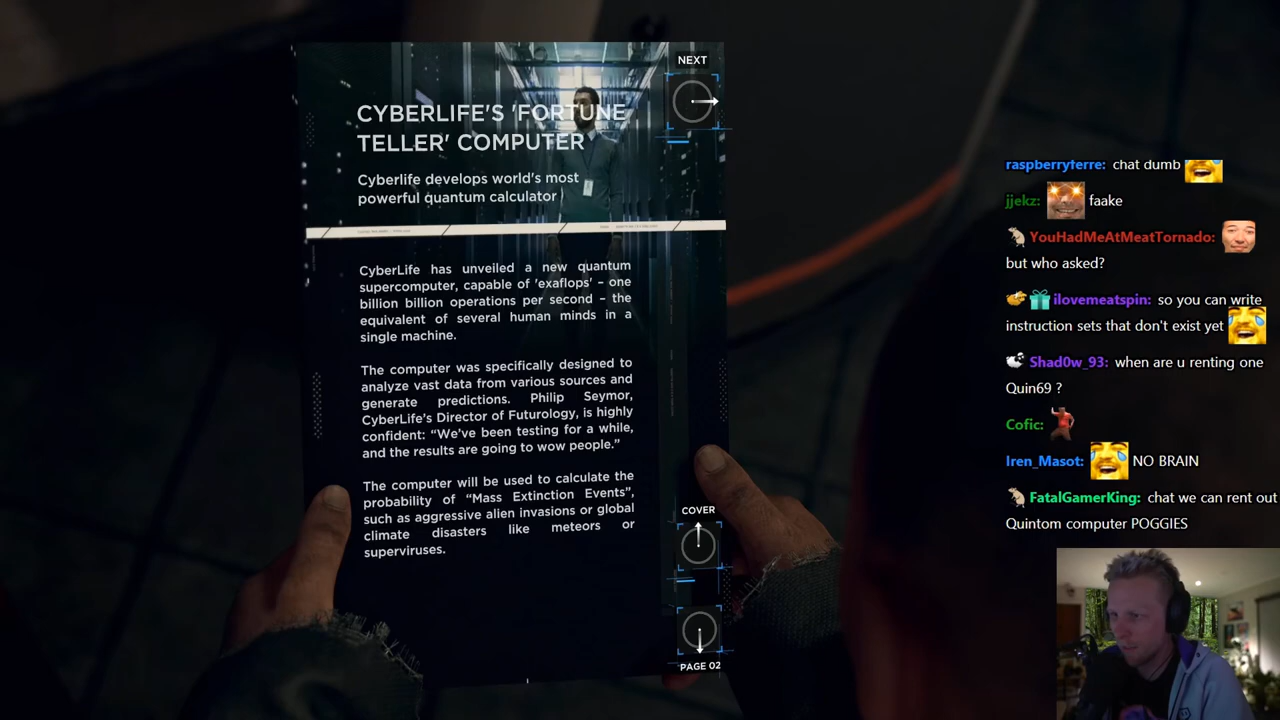 NEXT
CYBERLIFE'S 'FORTUNE
TELLER' COMPUTER
Cyberlife develops world's most
powerful quantum calculator
CyberLife has unveiled a new quantum
supercomputer, capable of 'exaflops' – one
billion billion operations per second – the
equivalent of several human minds in a
single machine.
The computer was specifically designed to
analyze vast data from various sources and
generate predictions. Philip Seymor,
CyberLife's Director of Futurology, is highly
confident: “We've been testing for a while,
and the results are going to wow people.”
The computer will be used to calculate the
probability of “Mass Extinction Events”,
such as aggressive alien invasions or global
climate disasters like meteors or
superviruses.
COVER
PAGE 02
raspberryferre: chat dumb
jjekz: faake
YouHadMeAtMeatTornado:
but who asked?
ilovemeatspin: so you can write
instruction sets that don't exist yet
Shad0w_93: when are u renting one
Quin69 ?
Cofic:
Iren_Masot: NO BRAIN
FatalGamerKing: chat we can rent out
Quintom computer POGGIES